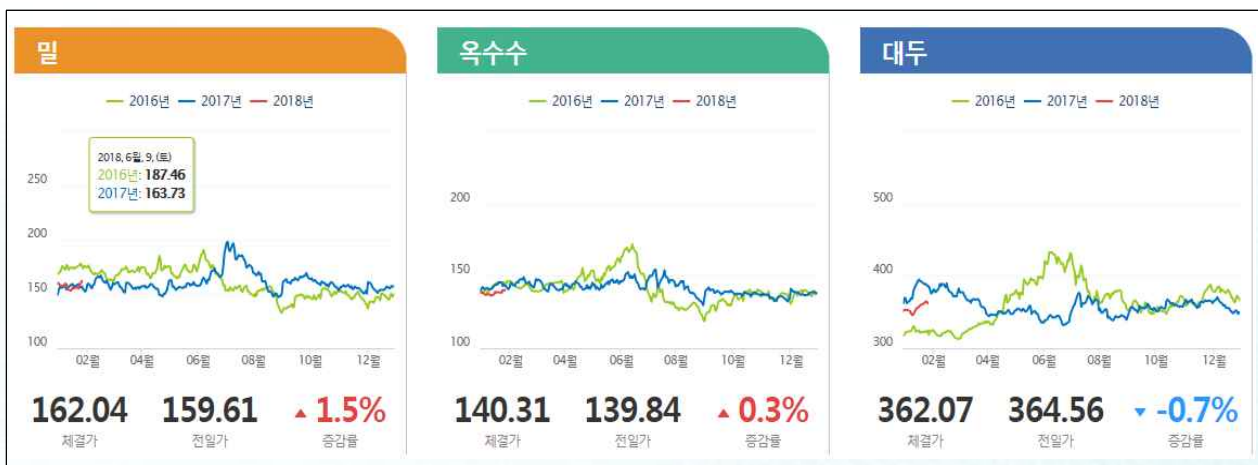 밀
2016년 2017년 2018년
2018, 6월, 9, (토)
2016년: 187.46
2017년: 163.73
250
200
150
100
02월 04월 06월 08월 10월 12월
162.04 159.61 ▲ 1.5%
체결가 전일가 증감률
옥수수
2016년 2017년 2018년
200
150
100
02월 04월 06월 08월 10월 12월
140.31 139.84 ▲ 0.3%
체결가 전일가 증감률
대두
2016년 2017년 2018년
500
400
300
02월 04월 06월 08월 10월 12월
362.07 364.56 ▼ -0.7%
체결가 전일가 증감률